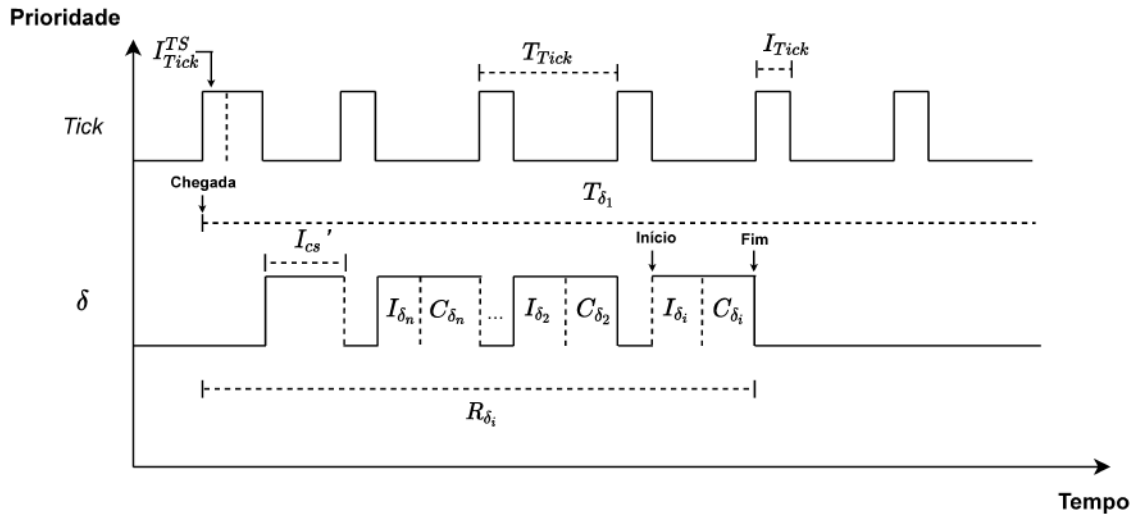 Prioridade
I_{Tick}^{TS}
T_{Tick}
I_{Tick}
Tick
Chegada
T_{δ_1}
I_{cs}'
Início
Fim
δ
I_{δ_n} C_{δ_n} ... I_{δ_2} C_{δ_2} I_{δ_i} C_{δ_i}
R_{δ_i}
Tempo